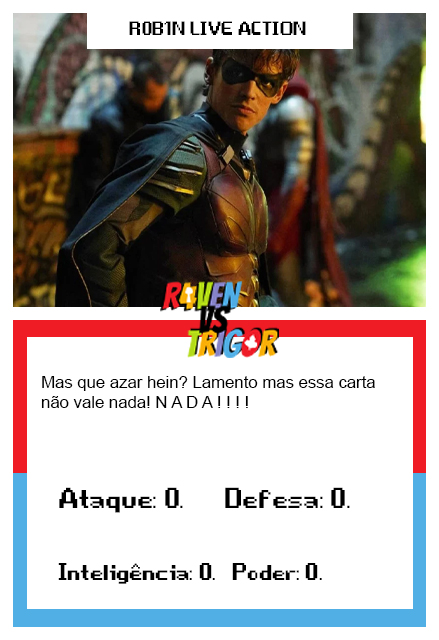 R0B1N LIVE ACTION
R4VEN
VS
TRIGOR
Mas que azar hein? Lamento mas essa carta
não vale nada! N A D A ! ! ! !
Ataque: 0. Defesa: 0.
Inteligência: 0. Poder: 0.